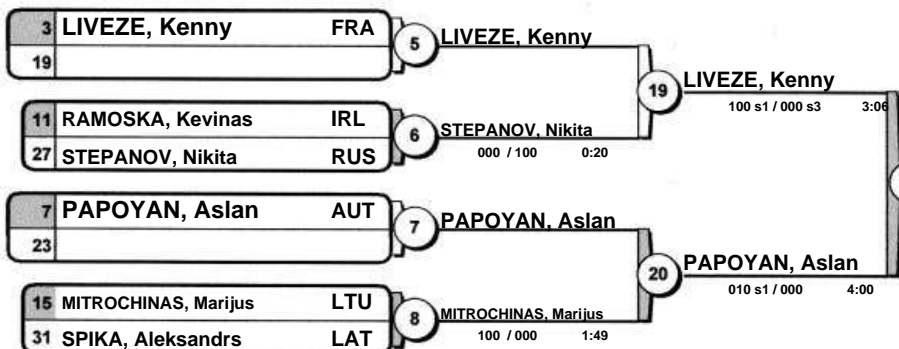 3 LIVEZE, Kenny FRA
19
5 LIVEZE, Kenny
19 LIVEZE, Kenny
100 s1 / 000 s3 3:06
11 RAMOSKA, Kevinas IRL
27 STEPANOV, Nikita RUS
6 STEPANOV, Nikita
000 / 100 0:20
7 PAPOYAN, Aslan AUT
23
7 PAPOYAN, Aslan
20 PAPOYAN, Aslan
010 s1 / 000 4:00
15 MITROCHINAS, Marijus LTU
31 SPIKA, Aleksandrs LAT
8 MITROCHINAS, Marijus
100 / 000 1:49